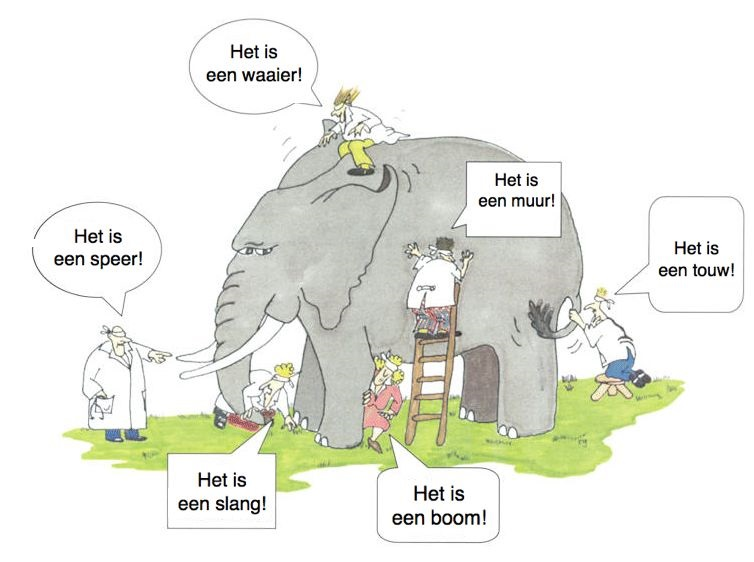 Het is
een waaier!
Het is
een muur!
Het is
een speer!
Het is
een touw!
Het is
een slang!
Het is
een boom!